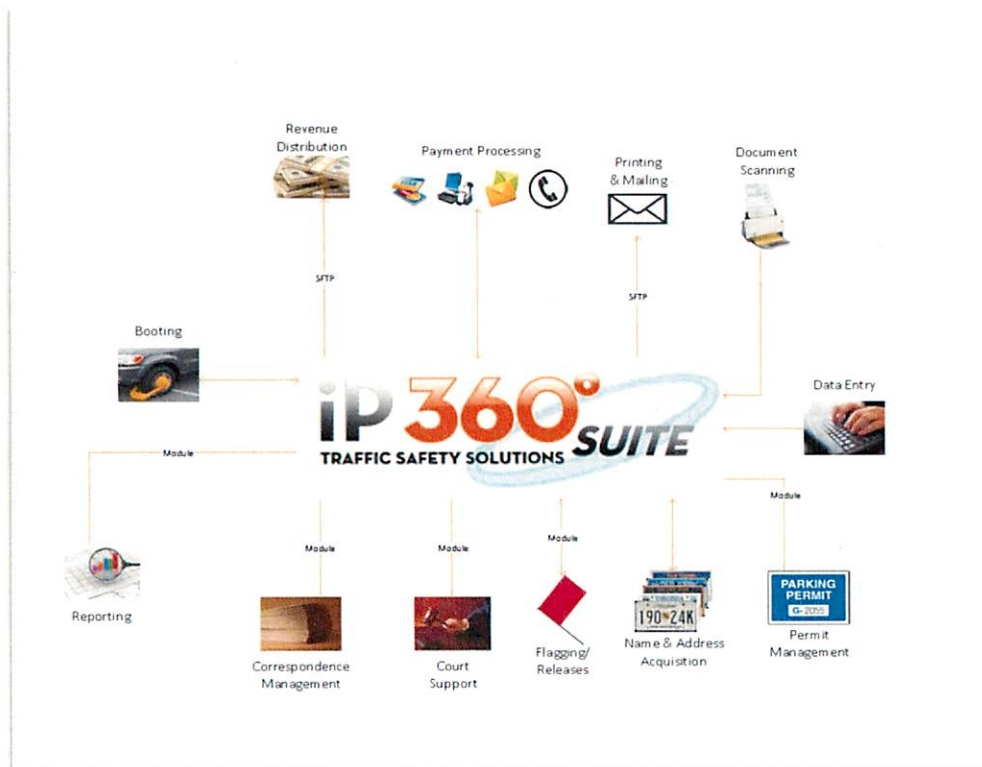 Revenue
Distribution
Payment Processing
Printing
& Mailing
Document
Scanning
SFTP
SFTP
Booting
Data Entry
iP 360° SUITE
TRAFFIC SAFETY SOLUTIONS
Module
Module
Module
Module
Module
Reporting
Correspondence
Management
Court
Support
Flagging/
Releases
190 24K
Name & Address
Acquisition
PARKING
PERMIT
G- 2055
Permit
Management